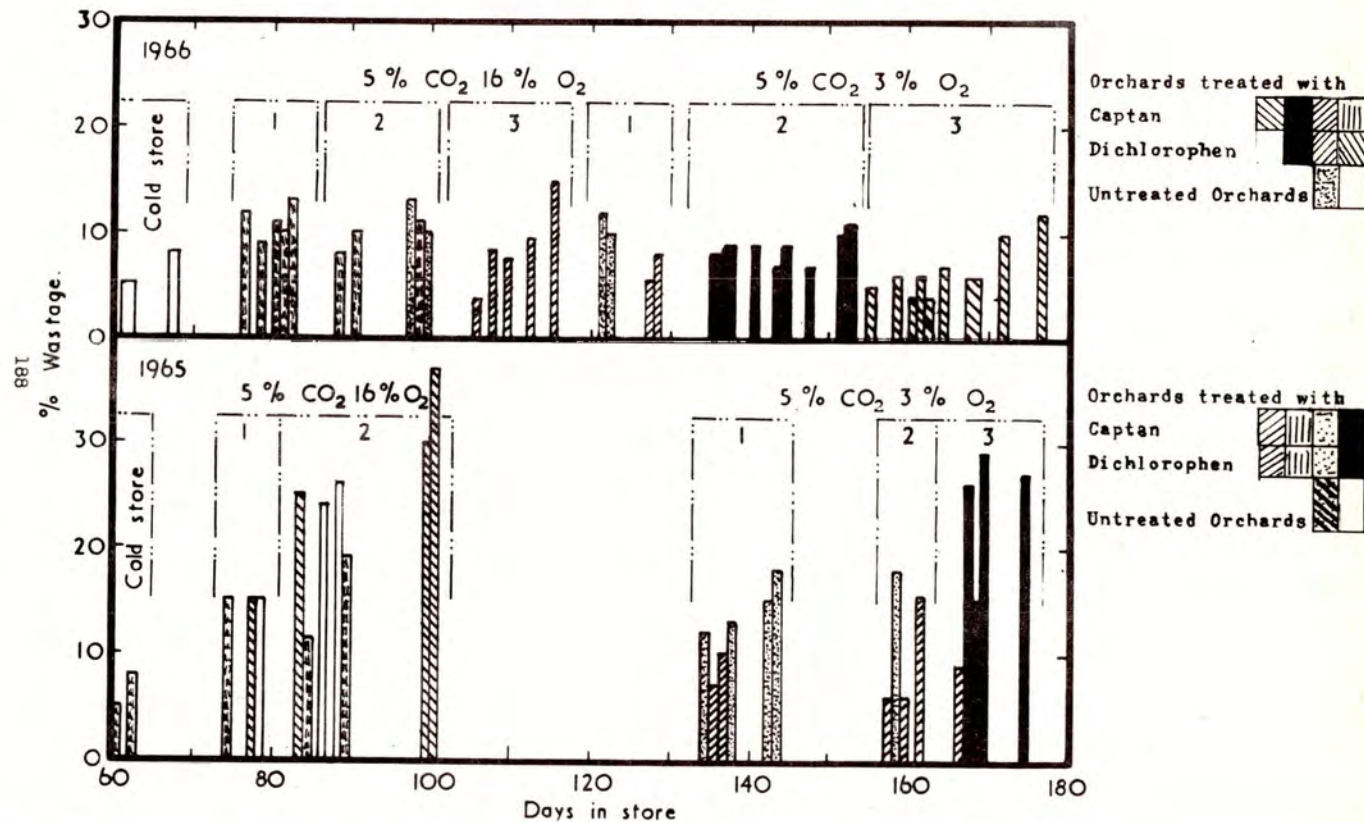 30
20
10
0
1966
5 % CO₂ 16 % O₂
5 % CO₂ 3 % O₂
Cold store
1
2
3
1
2
3
Orchards treated with
Captan
Dichlorophen
Untreated Orchards
188
% Wastage.
1965
30
20
10
0
5 % CO₂ 16%O₂
5 % CO₂ 3 % O₂
Cold store
1
2
1
2
3
Orchards treated with
Captan
Dichlorophen
Untreated Orchards
60
80
100
120
140
160
180
Days in store